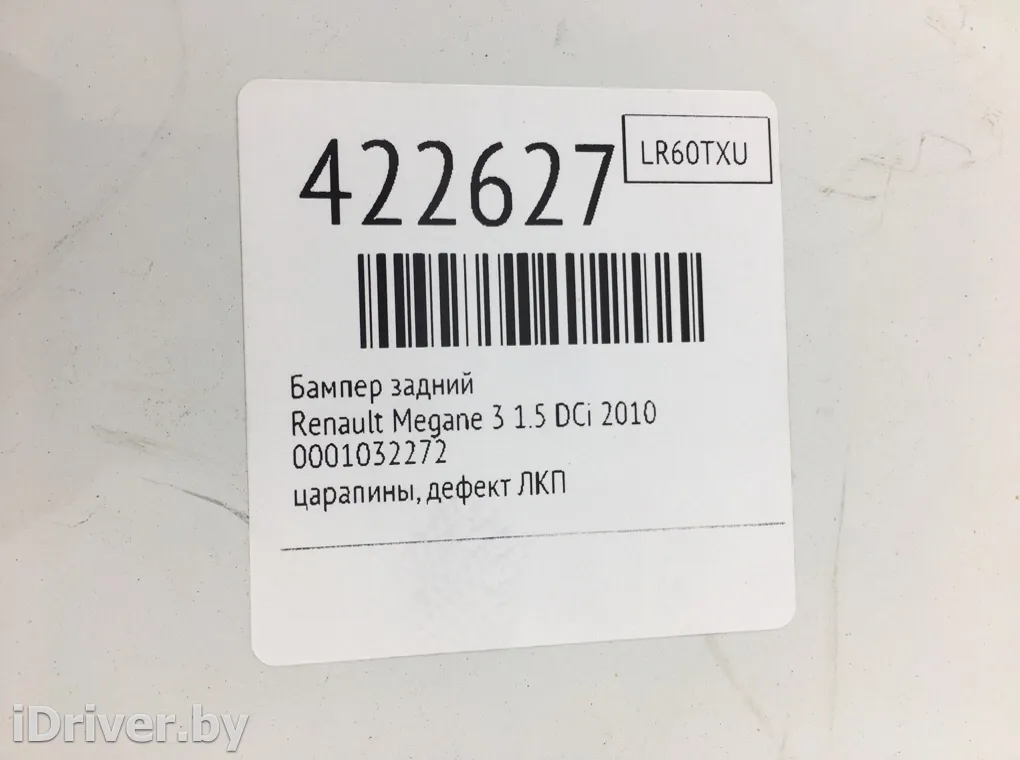 422627
LR60TXU
Бампер задний
Renault Megane 3 1.5 DCi 2010
0001032272
царапины, дефект ЛКП
iDriver.by